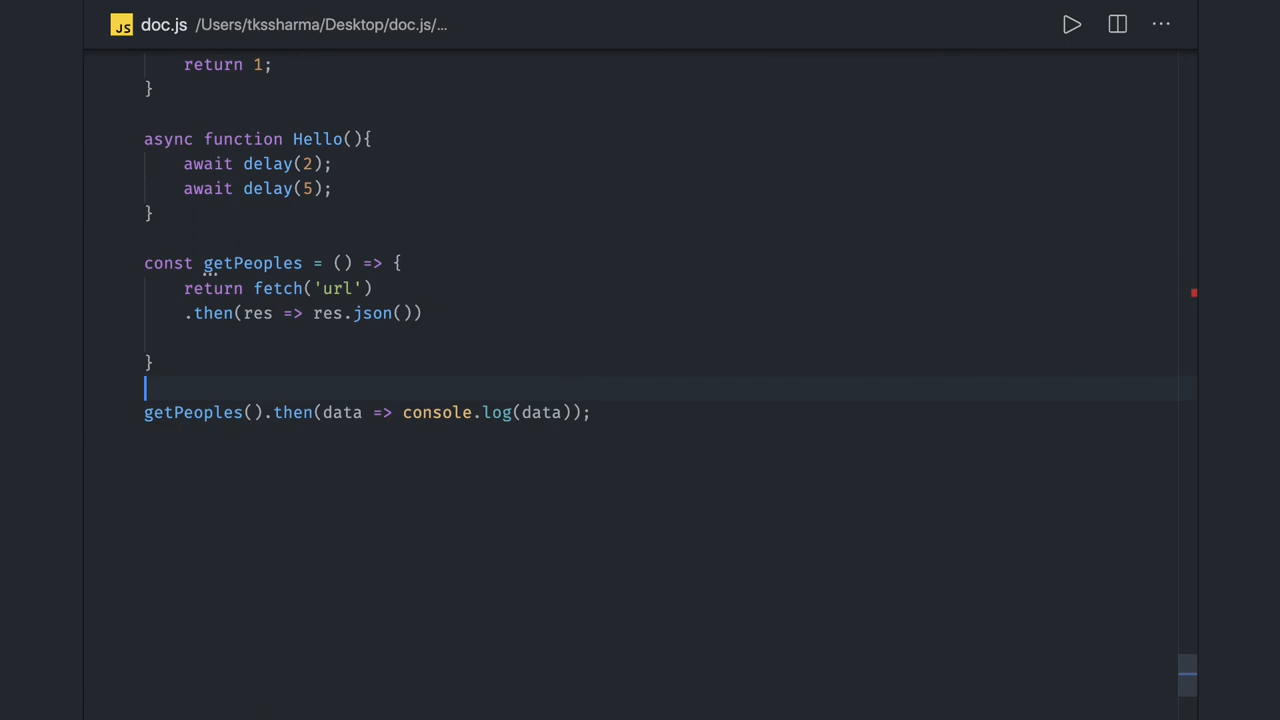 JS doc.js /Users/tkssharma/Desktop/doc.js/...
return 1;
}
async function Hello(){
await delay(2);
await delay(5);
}
const getPeoples = () => {
return fetch('url')
.then(res => res.json())
}
getPeoples().then(data => console.log(data));